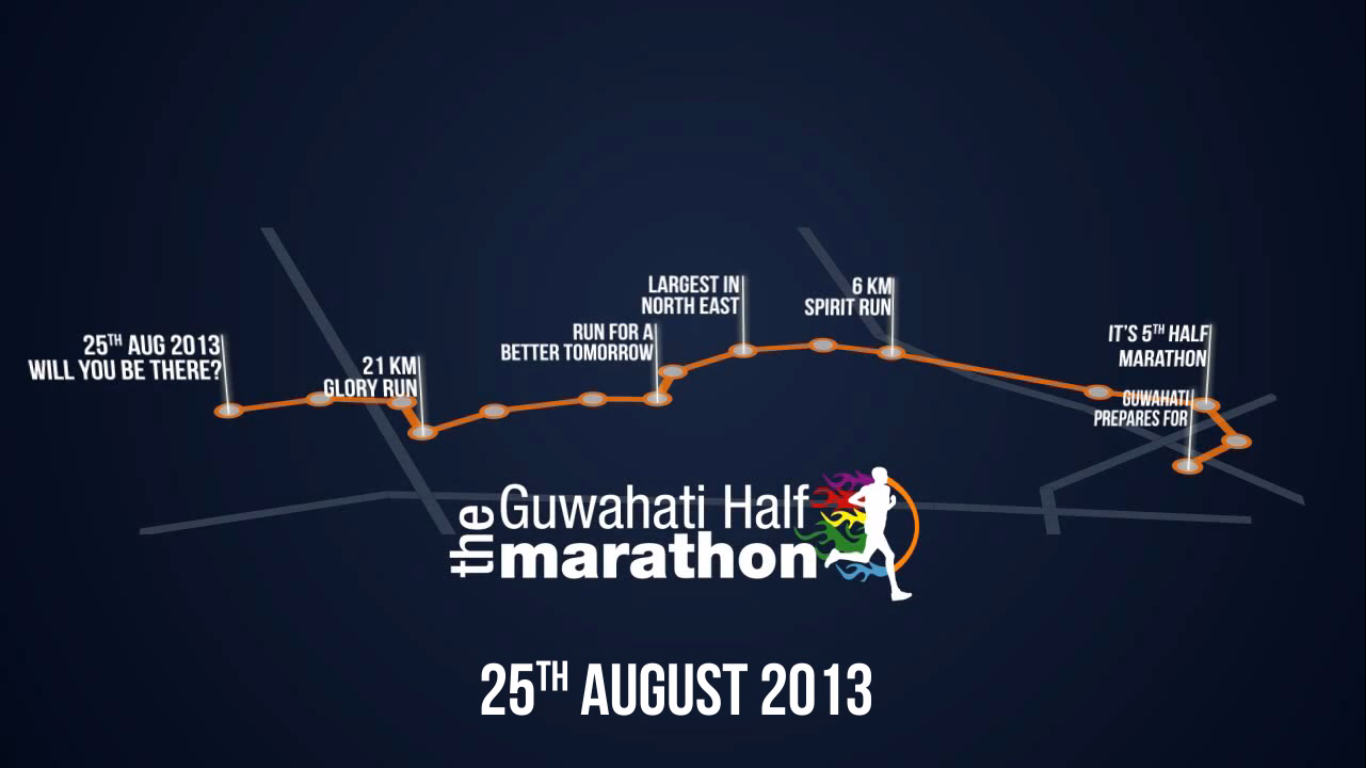 LARGEST IN
NORTH EAST
6 KM
SPIRIT RUN
RUN FOR A
BETTER TOMORROW
IT'S 5TH HALF
MARATHON
25TH AUG 2013
WILL YOU BE THERE?
21 KM
GLORY RUN
GUWAHATI
PREPARES FOR
the Guwahati Half
marathon
25TH AUGUST 2013